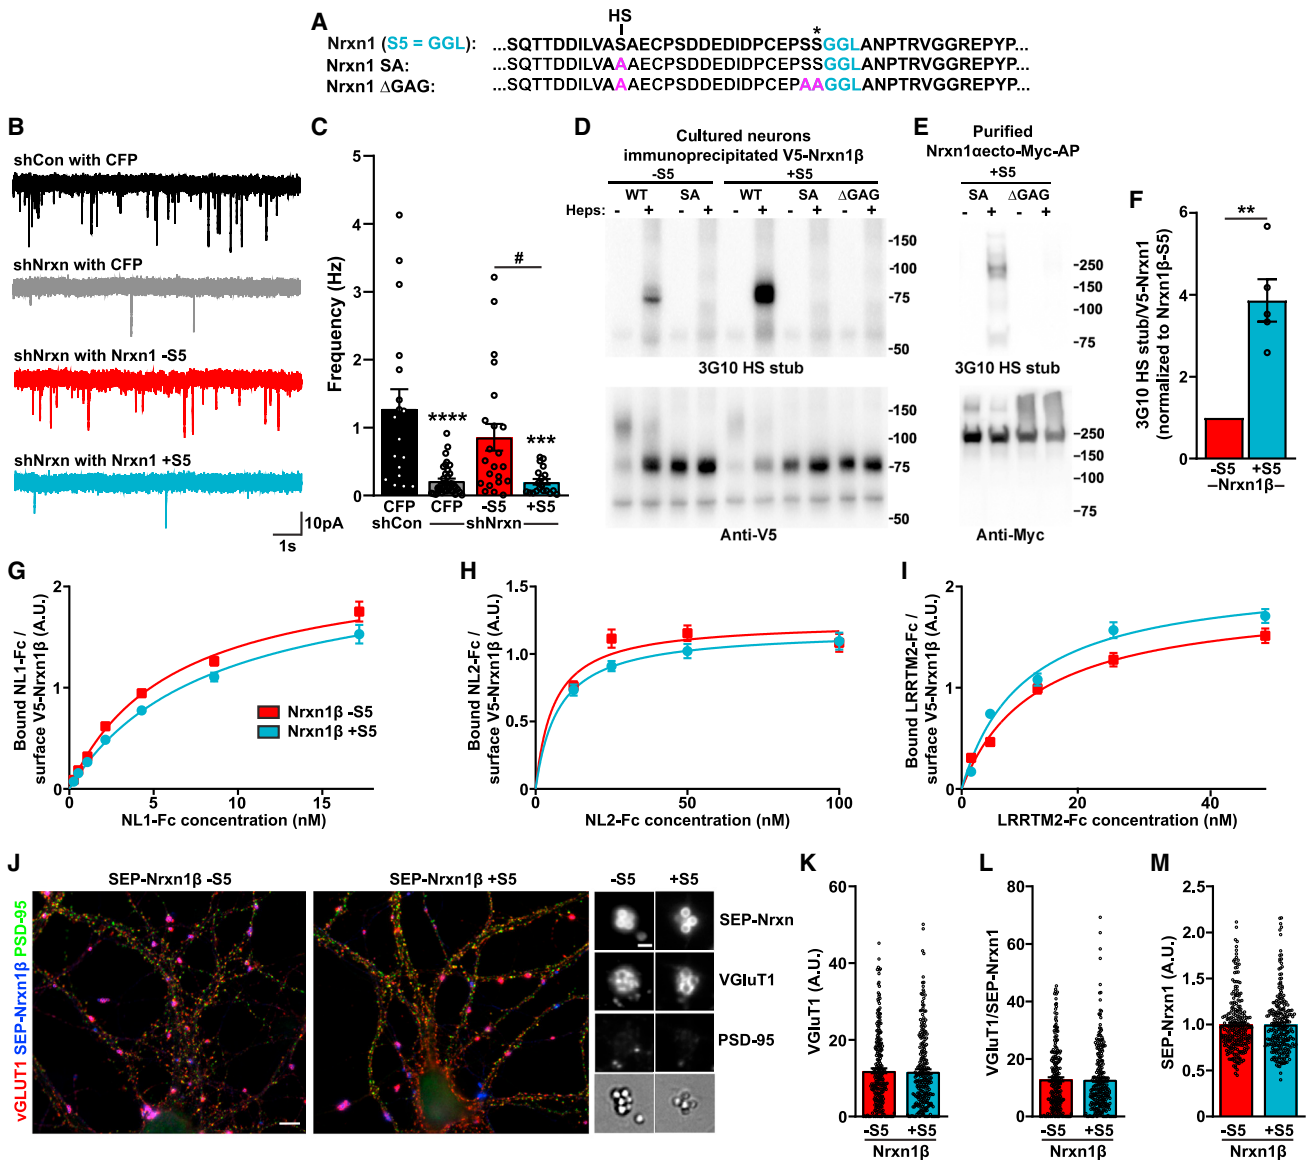 A
HS
*
Nrxn1 (S5 = GGL): ...SQTTDDILVASAECPSDDEDIDPCEPSSGGLANPTRVGGREPYP...
Nrxn1 SA: ...SQTTDDILVAAAECPSDDEDIDPCEPSSGGLANPTRVGGREPYP...
Nrxn1 ΔGAG: ...SQTTDDILVAAAECPSDDEDIDPCEPAAGGLANPTRVGGREPYP...
B
shCon with CFP
shNrxn with CFP
shNrxn with Nrxn1 -S5
shNrxn with Nrxn1 +S5
10pA
1s
C
Frequency (Hz)
5
4
3
2
1
0
****
#
***
CFP CFP -S5 +S5
shCon shNrxn
D
Cultured neurons
immunoprecipitated V5-Nrxn1β
-S5 +S5
WT SA WT SA ΔGAG
Heps: - + - + - + - + - +
-150
-100
-75
-50
3G10 HS stub
-150
-100
-75
-50
Anti-V5
E
Purified
Nrxn1αecto-Myc-AP
+S5
SA ΔGAG
- + - +
-250
-150
-100
-75
3G10 HS stub
-250
-150
-100
-75
Anti-Myc
F
3G10 HS stub/V5-Nrxn1
(normalized to Nrxn1β-S5)
6
4
2
0
**
-S5 +S5
–Nrxn1β–
G
Bound NL1-Fc /
surface V5-Nrxn1β (A.U.)
2
1
0
0 5 10 15
NL1-Fc concentration (nM)
Nrxn1β -S5
Nrxn1β +S5
H
Bound NL2-Fc /
surface V5-Nrxn1β (A.U.)
1.5
1.0
0.5
0
0 50 100
NL2-Fc concentration (nM)
I
Bound LRRTM2-Fc /
surface V5-Nrxn1β (A.U.)
2
1
0
0 20 40
LRRTM2-Fc concentration (nM)
J
vGLUT1 SEP-Nrxn1β PSD-95
SEP-Nrxn1β -S5
SEP-Nrxn1β +S5
-S5 +S5
SEP-Nrxn
VGluT1
PSD-95
K
VGluT1 (A.U.)
60
40
20
0
-S5 +S5
Nrxn1β
L
VGluT1/SEP-Nrxn1
80
60
40
20
0
-S5 +S5
Nrxn1β
M
SEP-Nrxn1 (A.U.)
2.5
2.0
1.5
1.0
0.5
0
-S5 +S5
Nrxn1β